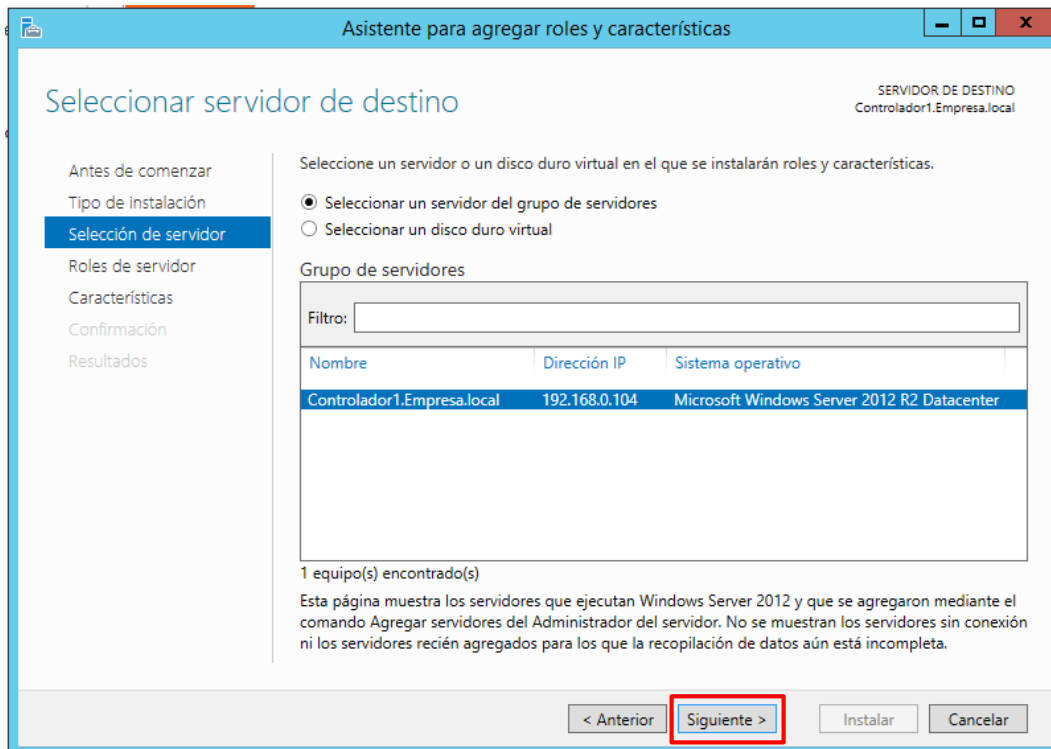 Asistente para agregar roles y características
Seleccionar servidor de destino
SERVIDOR DE DESTINO
Controlador1.Empresa.local
Antes de comenzar
Tipo de instalación
Selección de servidor
Roles de servidor
Características
Confirmación
Resultados
Seleccione un servidor o un disco duro virtual en el que se instalarán roles y características.
Seleccionar un servidor del grupo de servidores
Seleccionar un disco duro virtual
Grupo de servidores
Filtro:
Nombre Dirección IP Sistema operativo
Controlador1.Empresa.local 192.168.0.104 Microsoft Windows Server 2012 R2 Datacenter
1 equipo(s) encontrado(s)
Esta página muestra los servidores que ejecutan Windows Server 2012 y que se agregaron mediante el
comando Agregar servidores del Administrador del servidor. No se muestran los servidores sin conexión
ni los servidores recién agregados para los que la recopilación de datos aún está incompleta.
< Anterior Siguiente > Instalar Cancelar